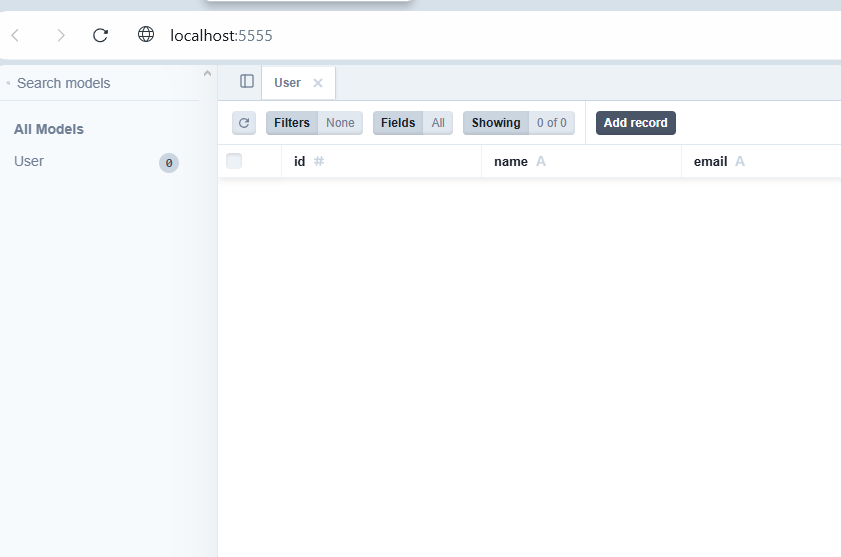 localhost:5555
Search models
User
Filters None Fields All Showing 0 of 0 Add record
All Models
User 0
id # name A email A